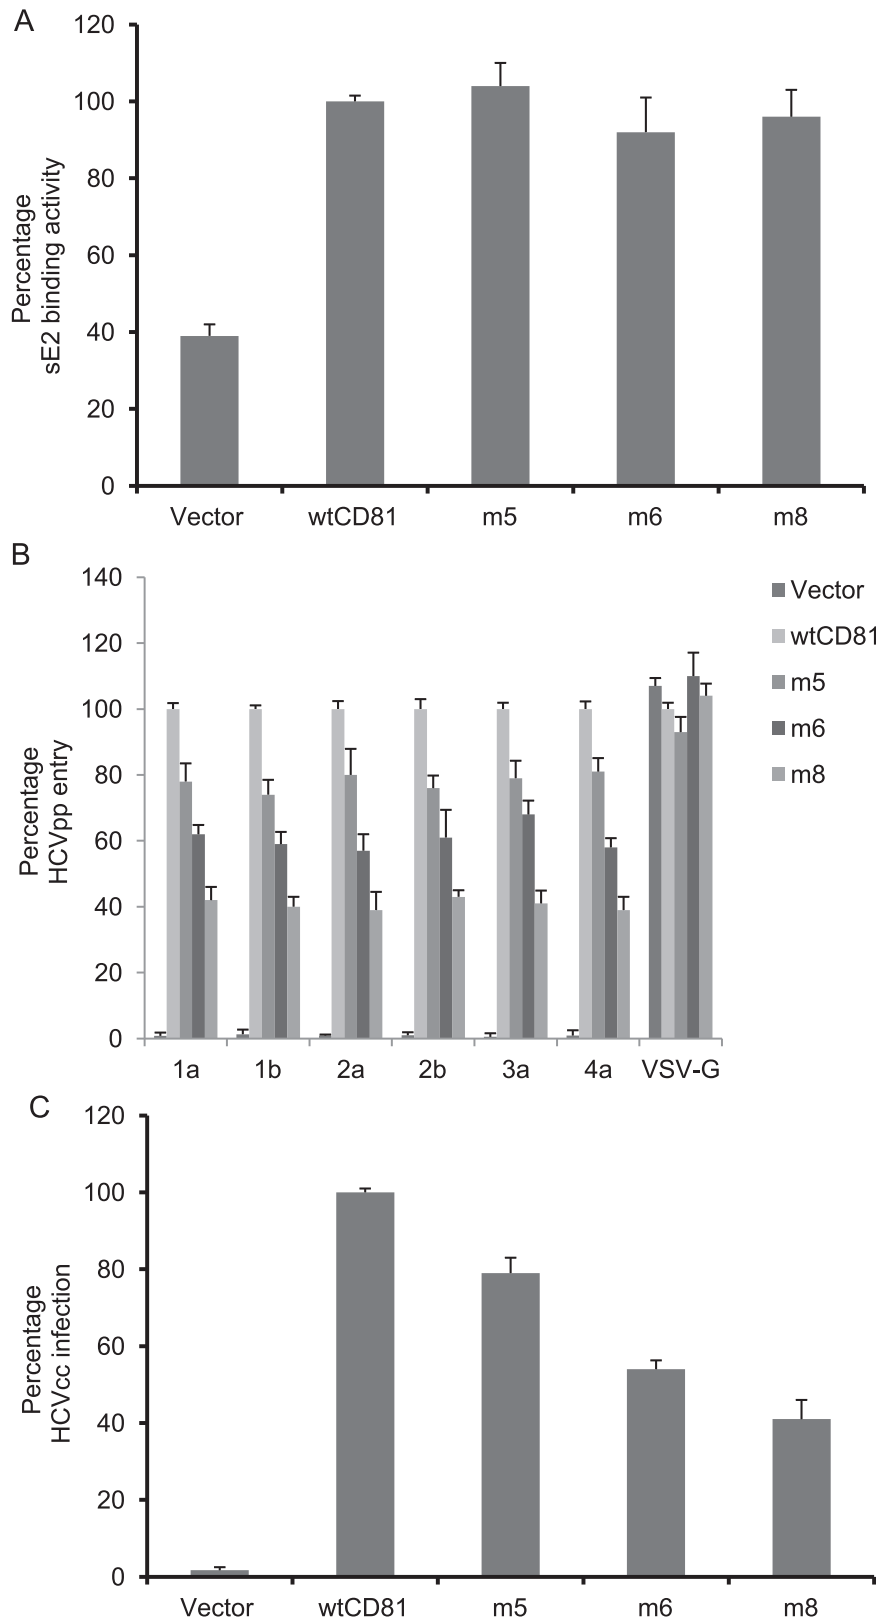 A
120
100
80
60
40
20
0
Percentage
sE2 binding activity
Vector wtCD81 m5 m6 m8
B
140
120
100
80
60
40
20
0
Percentage
HCVpp entry
1a 1b 2a 2b 3a 4a VSV-G
Vector
wtCD81
m5
m6
m8
C
120
100
80
60
40
20
0
Percentage
HCVcc infection
Vector wtCD81 m5 m6 m8